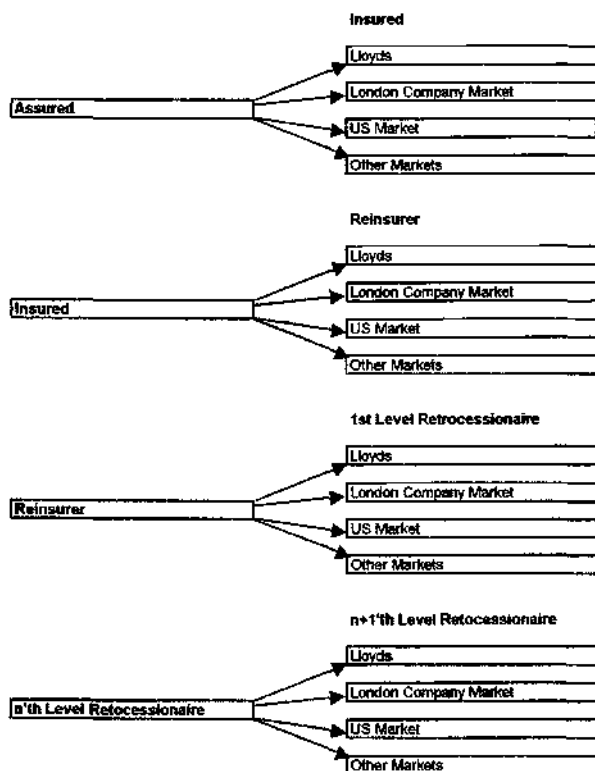 Insured
Lloyds
London Company Market
Assured
US Market
Other Markets
Reinsurer
Lloyds
London Company Market
Insured
US Market
Other Markets
1st Level Retrocessionaire
Lloyds
London Company Market
Reinsurer
US Market
Other Markets
n+1'th Level Retocessionaire
Lloyds
London Company Market
n'th Level Retocessionaire
US Market
Other Markets